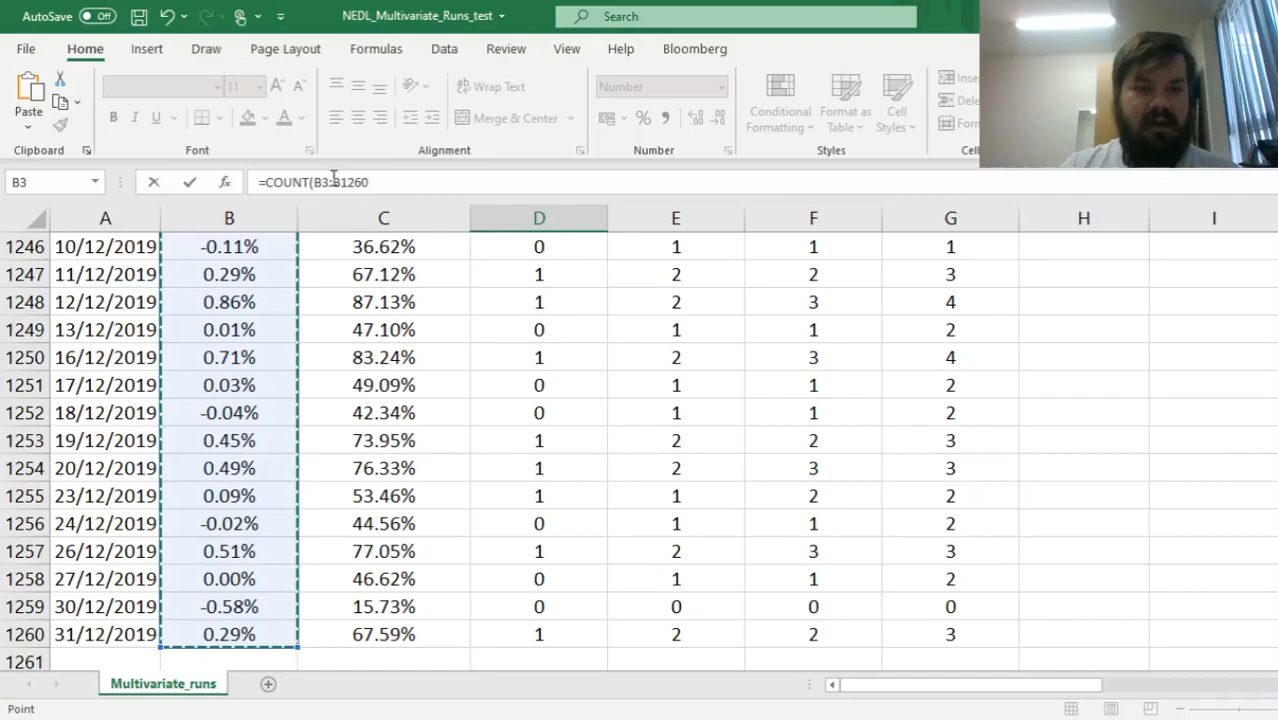 AutoSave Off NEDL_Multivariate_Runs_test Search
File Home Insert Draw Page Layout Formulas Data Review View Help Bloomberg
Paste 11 A A Wrap Text Number Conditional Formatting Format as Table Cell Styles
B I U A Merge & Center % 9
Clipboard Font Alignment Number Styles
B3 fx =COUNT(B3:B1260
A B C D E F G H I
1246 10/12/2019 -0.11% 36.62% 0 1 1 1
1247 11/12/2019 0.29% 67.12% 1 2 2 3
1248 12/12/2019 0.86% 87.13% 1 2 3 4
1249 13/12/2019 0.01% 47.10% 0 1 1 2
1250 16/12/2019 0.71% 83.24% 1 2 3 4
1251 17/12/2019 0.03% 49.09% 0 1 1 2
1252 18/12/2019 -0.04% 42.34% 0 1 1 2
1253 19/12/2019 0.45% 73.95% 1 2 2 3
1254 20/12/2019 0.49% 76.33% 1 2 3 3
1255 23/12/2019 0.09% 53.46% 1 1 2 2
1256 24/12/2019 -0.02% 44.56% 0 1 1 2
1257 26/12/2019 0.51% 77.05% 1 2 3 3
1258 27/12/2019 0.00% 46.62% 0 1 1 2
1259 30/12/2019 -0.58% 15.73% 0 0 0 0
1260 31/12/2019 0.29% 67.59% 1 2 2 3
1261
Multivariate_runs
Point